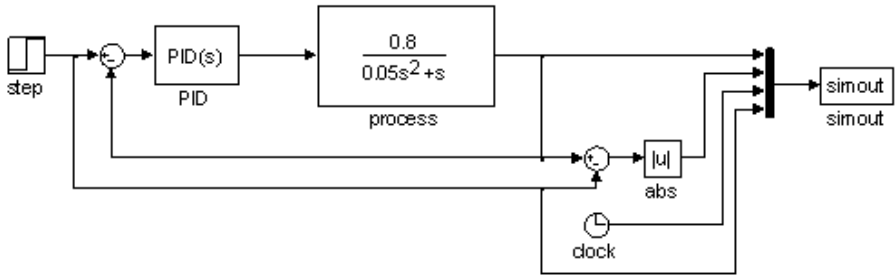 step
PID(s)
PID
0.8
0.05s²+s
process
|u|
abs
clock
simout
simout